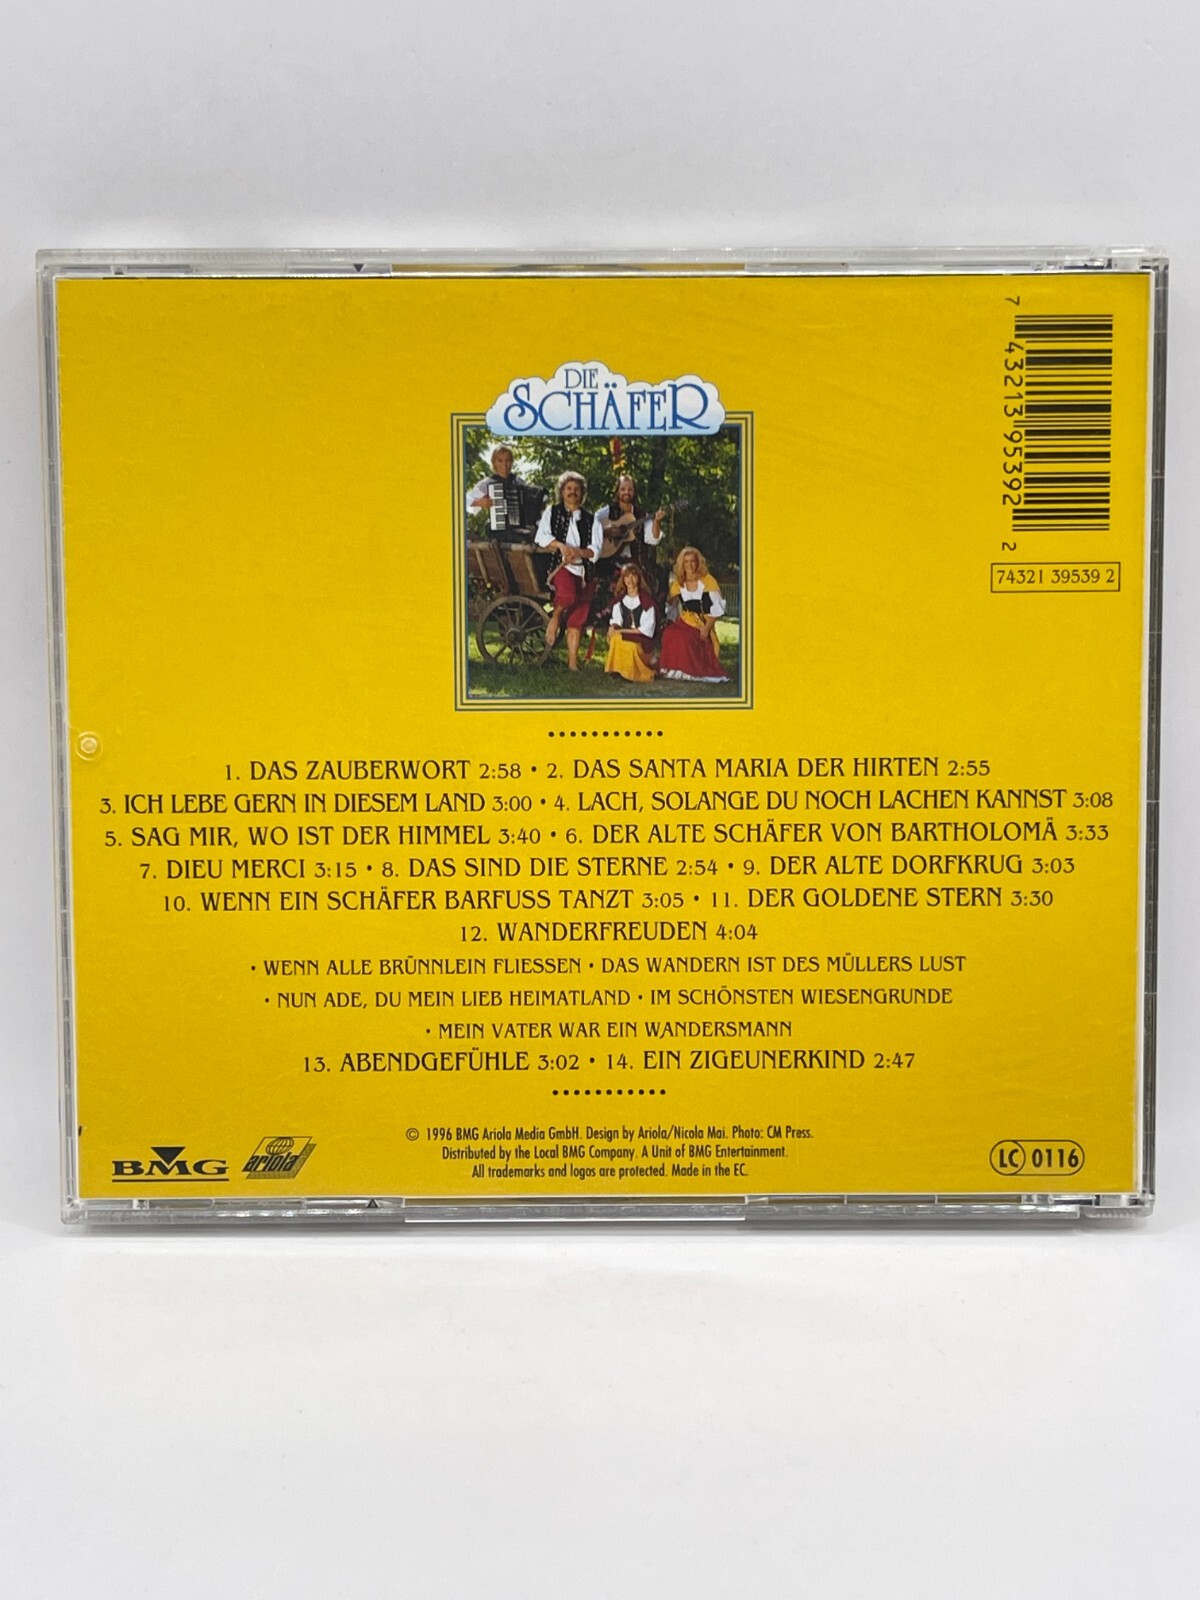 DIE
SCHÄFER
7 43213 95392 2
74321 39539 2
1. DAS ZAUBERWORT 2:58 • 2. DAS SANTA MARIA DER HIRTEN 2:55
3. ICH LEBE GERN IN DIESEM LAND 3:00 • 4. LACH, SOLANGE DU NOCH LACHEN KANNST 3:08
5. SAG MIR, WO IST DER HIMMEL 3:40 • 6. DER ALTE SCHÄFER VON BARTHOLOMÄ 3:33
7. DIEU MERCI 3:15 • 8. DAS SIND DIE STERNE 2:54 • 9. DER ALTE DORFKRUG 3:03
10. WENN EIN SCHÄFER BARFUSS TANZT 3:05 • 11. DER GOLDENE STERN 3:30
12. WANDERFREUDEN 4:04
• WENN ALLE BRÜNNLEIN FLIESSEN • DAS WANDERN IST DES MÜLLERS LUST
• NUN ADE, DU MEIN LIEB HEIMATLAND • IM SCHÖNSTEN WIESENGRUNDE
• MEIN VATER WAR EIN WANDERSMANN
13. ABENDGEFÜHLE 3:02 • 14. EIN ZIGEUNERKIND 2:47
BMG
ariola
© 1996 BMG Ariola Media GmbH. Design by Ariola/Nicola Mai. Photo: CM Press.
Distributed by the Local BMG Company. A Unit of BMG Entertainment.
All trademarks and logos are protected. Made in the EC.
LC 0116